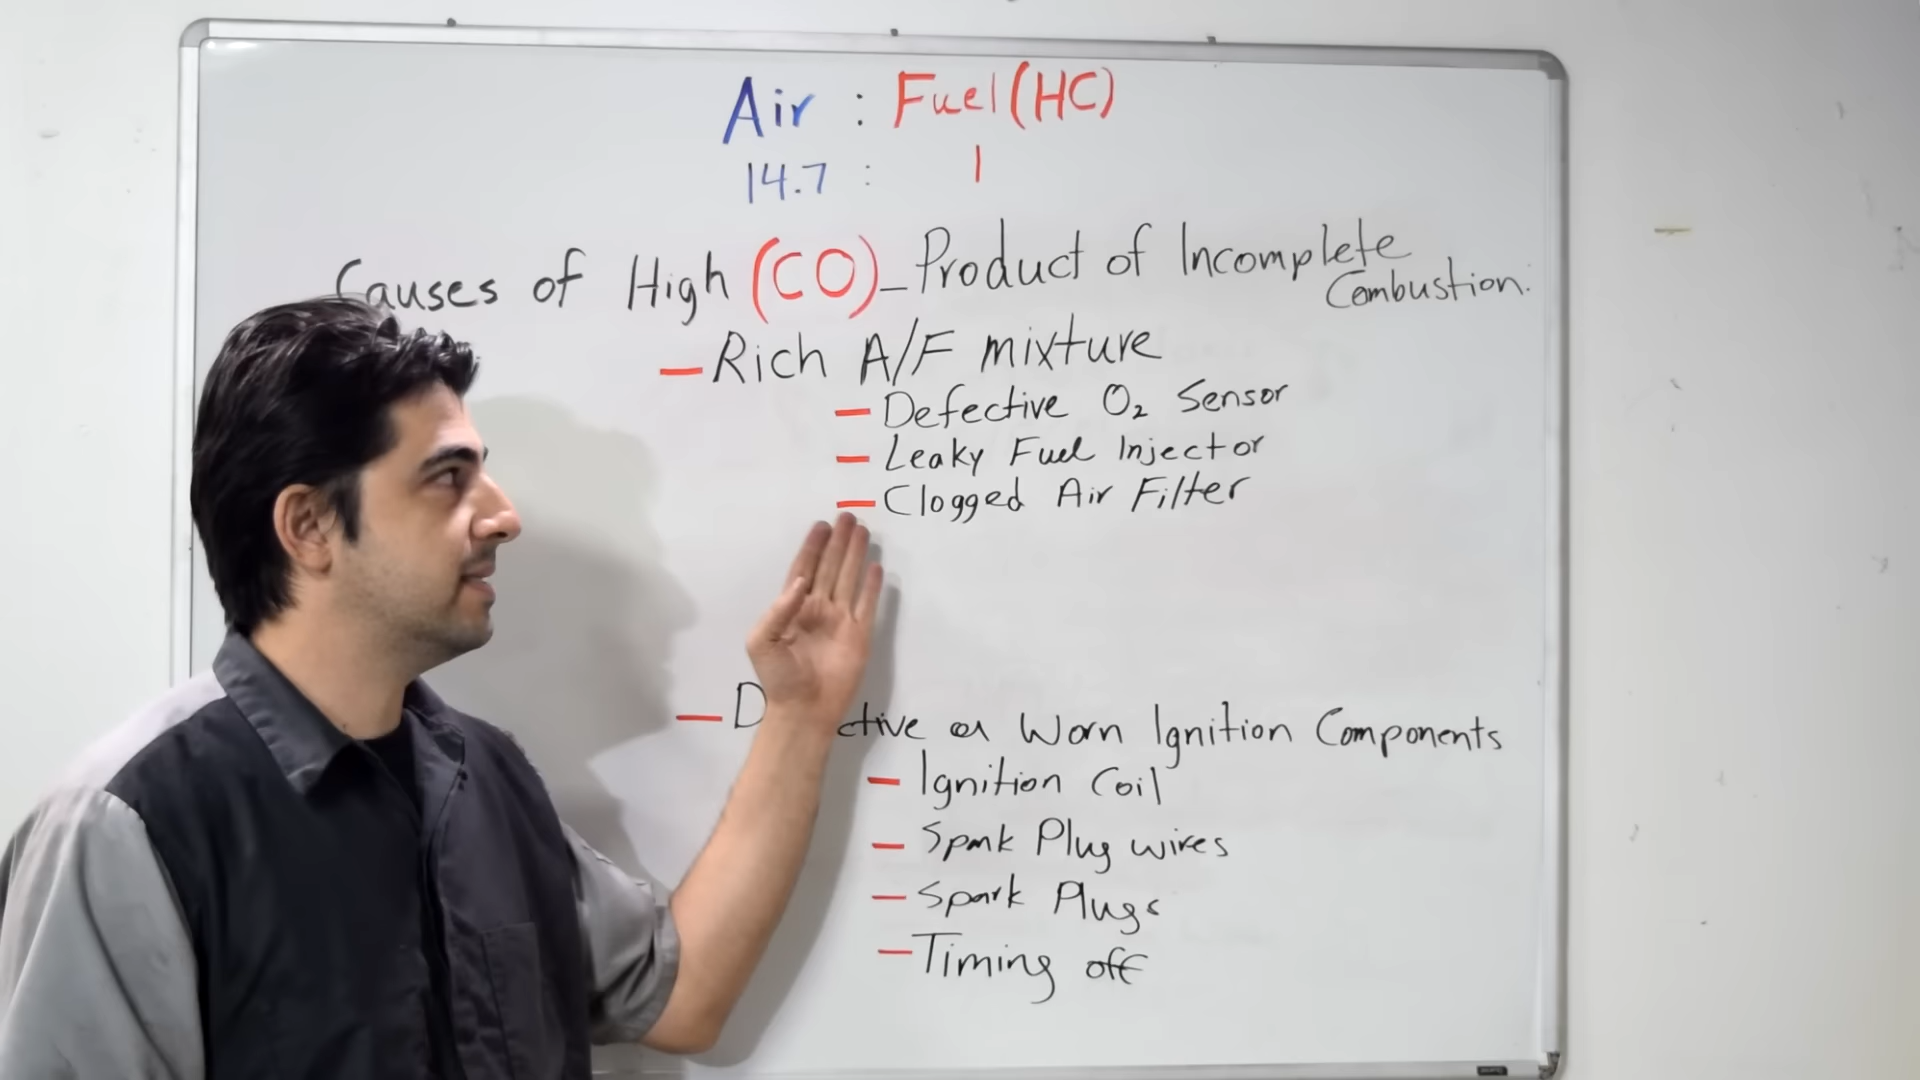 Air : Fuel (HC)
14.7 : 1
Causes of High (CO) - Product of Incomplete
Combustion.
- Rich A/F mixture
- Defective O₂ Sensor
- Leaky Fuel Injector
- Clogged Air Filter
- D ctive or Worn Ignition Components
- Ignition Coil
- Spark Plug wires
- Spark Plugs
- Timing off